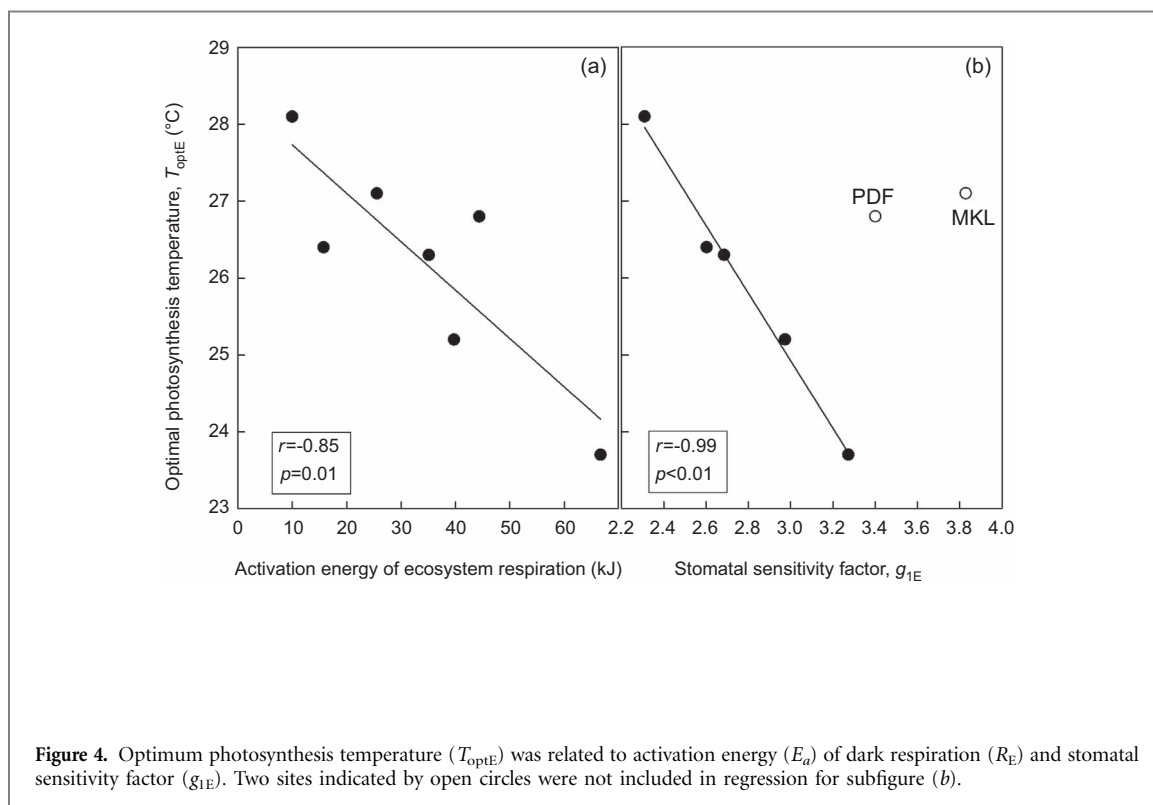 29
28
27
26
25
24
23
Optimal photosynthesis temperature, T_optE (°C)
(a)
r=-0.85
p=0.01
0 10 20 30 40 50 60 2.2
Activation energy of ecosystem respiration (kJ)
(b)
PDF
MKL
r=-0.99
p<0.01
2.2 2.6 3.0 3.4 4.0
2.4 2.8 3.2 3.6
Stomatal sensitivity factor, g_1E
Figure 4. Optimum photosynthesis temperature (T_optE) was related to activation energy (E_a) of dark respiration (R_E) and stomatal
sensitivity factor (g_1E). Two sites indicated by open circles were not included in regression for subfigure (b).